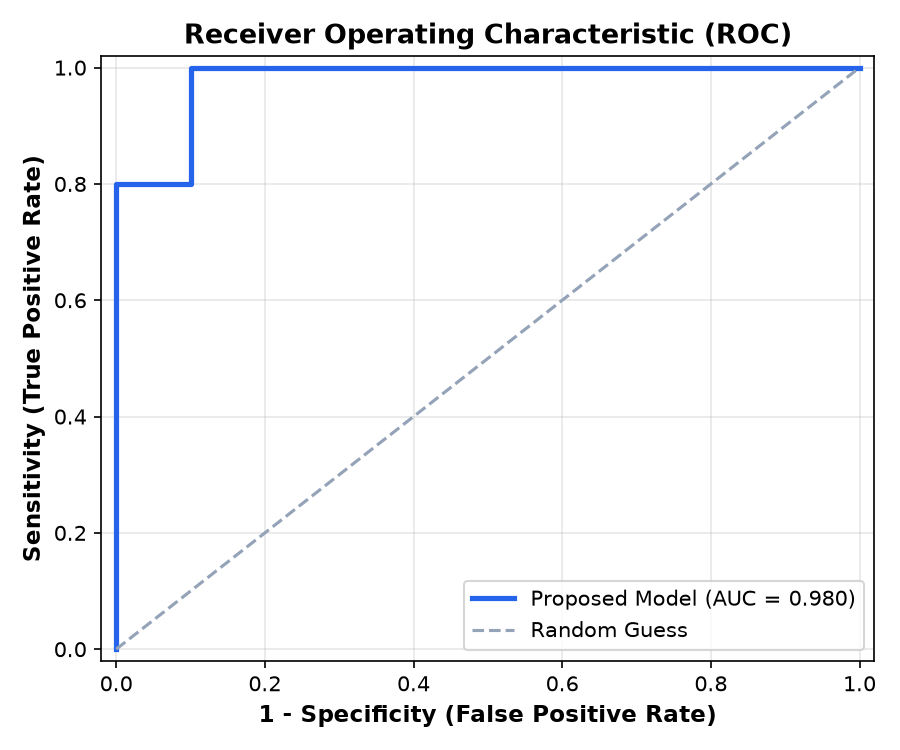 Receiver Operating Characteristic (ROC)
Sensitivity (True Positive Rate)
1.0
0.8
0.6
0.4
0.2
0.0
Proposed Model (AUC = 0.980)
Random Guess
0.0 0.2 0.4 0.6 0.8 1.0
1 - Specificity (False Positive Rate)